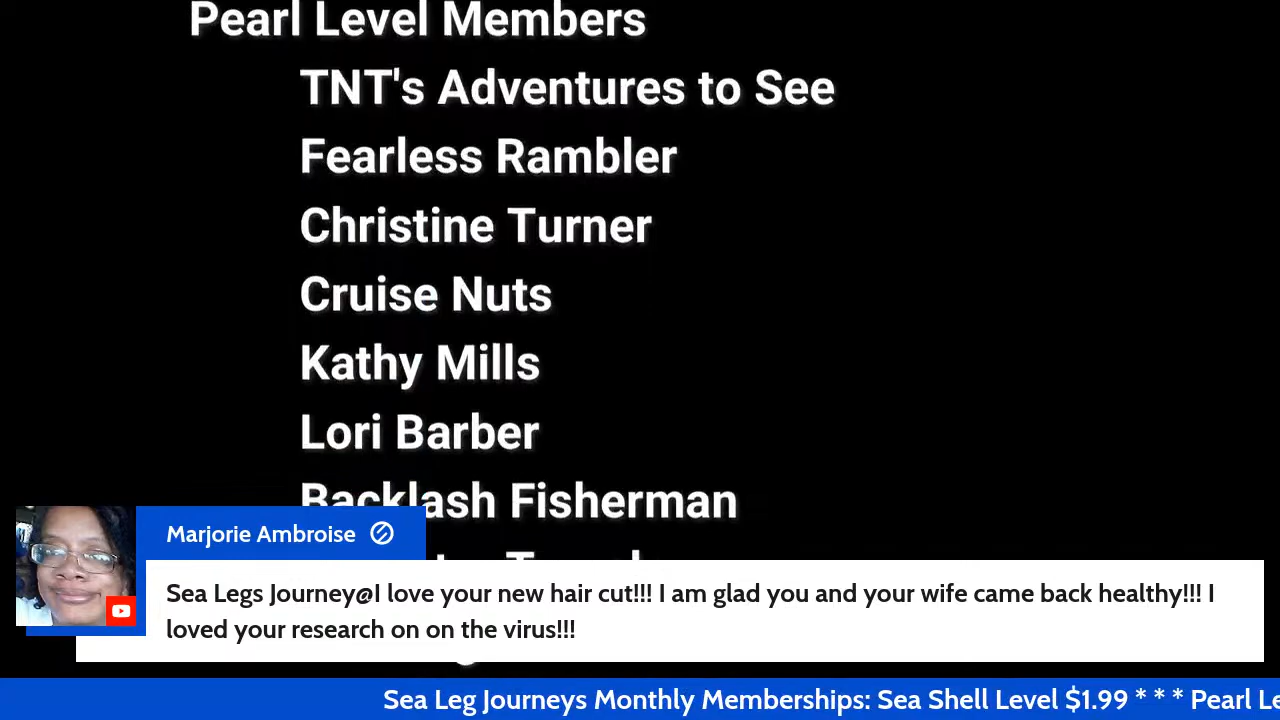 Pearl Level Members
TNT's Adventures to See
Fearless Rambler
Christine Turner
Cruise Nuts
Kathy Mills
Lori Barber
Backlash Fisherman
Marjorie Ambroise
Sea Legs Journey@I love your new hair cut!!! I am glad you and your wife came back healthy!!! I
loved your research on on the virus!!!
Sea Leg Journeys Monthly Memberships: Sea Shell Level $1.99 * * * Pearl Le